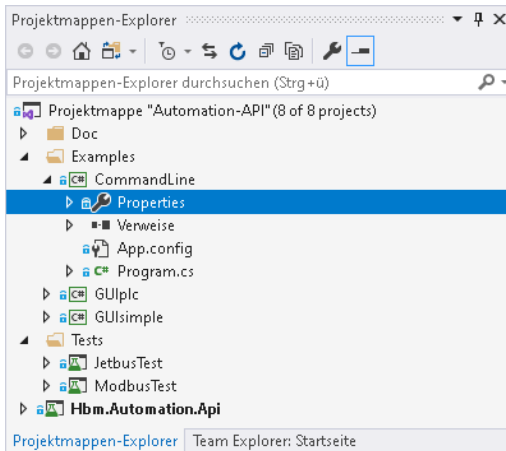 Projektmappen-Explorer
Projektmappen-Explorer durchsuchen (Strg+ü)
Projektmappe "Automation-API"(8 of 8 projects)
Doc
Examples
C# CommandLine
Properties
Verweise
App.config
C# Program.cs
C# GUIplc
C# GUIsimple
Tests
JetbusTest
ModbusTest
Hbm.Automation.Api
Projektmappen-Explorer Team Explorer: Startseite